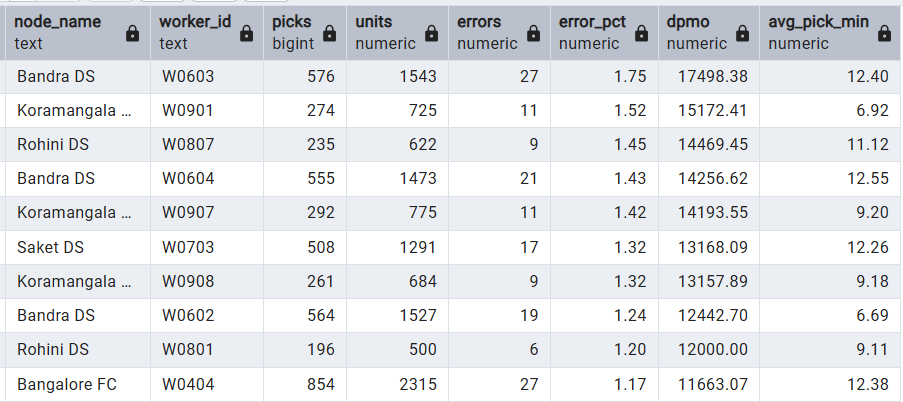 node_name worker_id picks units errors error_pct dpmo avg_pick_min
text text bigint numeric numeric numeric numeric numeric
Bandra DS W0603 576 1543 27 1.75 17498.38 12.40
Koramangala ... W0901 274 725 11 1.52 15172.41 6.92
Rohini DS W0807 235 622 9 1.45 14469.45 11.12
Bandra DS W0604 555 1473 21 1.43 14256.62 12.55
Koramangala ... W0907 292 775 11 1.42 14193.55 9.20
Saket DS W0703 508 1291 17 1.32 13168.09 12.26
Koramangala ... W0908 261 684 9 1.32 13157.89 9.18
Bandra DS W0602 564 1527 19 1.24 12442.70 6.69
Rohini DS W0801 196 500 6 1.20 12000.00 9.11
Bangalore FC W0404 854 2315 27 1.17 11663.07 12.38